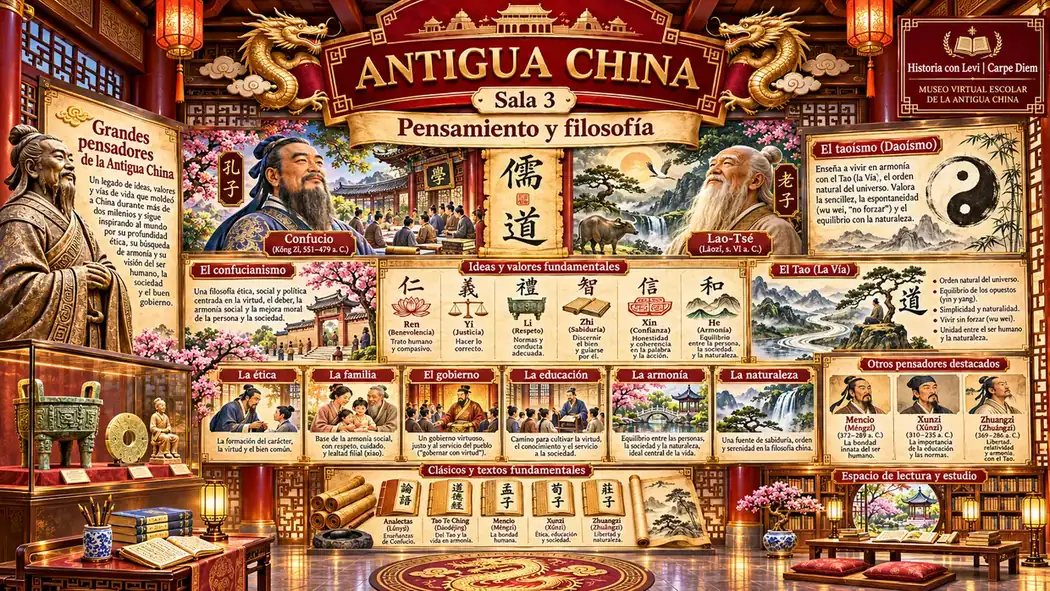 ANTIGUA CHINA
Sala 3
Pensamiento y filosofía
Historia con Levi | Carpe Diem
MUSEO VIRTUAL ESCOLAR
DE LA ANTIGUA CHINA
Grandes
pensadores
de la Antigua China
Un legado de ideas, valores
y vías de vida que moldeó
a China durante más de
dos milenios y sigue
inspirando al mundo
por su profundidad
ética, su búsqueda
de armonía y su
visión del ser
humano, la
sociedad
y el buen
gobierno.
孔子
學
Confucio
(Kǒng Zǐ, 551–479 a. C.)
儒
道
老子
Lao-Tsé
(Lǎozǐ, s. VI a. C.)
El taoísmo (Daoísmo)
Enseña a vivir en armonía
con el Tao (la Vía), el orden
natural del universo. Valora
la sencillez, la espontaneidad
(wu wei, "no forzar") y el
equilibrio con la naturaleza.
El confucianismo
Una filosofía ética, social y política
centrada en la virtud, el deber, la
armonía social y la mejora moral
de la persona y la sociedad.
Ideas y valores fundamentales
仁
Ren
(Benevolencia)
Trato humano
y compasivo.
義
Yi
(Justicia)
Hacer lo
correcto.
禮
Li
(Respeto)
Normas y
conducta
adecuada.
智
Zhi
(Sabiduría)
Discernir
el bien
y guiarse
por él.
信
Xin
(Confianza)
Honestidad
y coherencia
en la palabra
y la acción.
和
He
(Armonía)
Equilibrio
entre la persona,
la sociedad y
la naturaleza.
El Tao (La Vía)
道
• Orden natural del universo.
• Equilibrio de los opuestos
(yin y yang).
• Simplicidad y naturalidad.
• Vivir sin forzar (wu wei).
• Unidad entre el ser humano
y la naturaleza.
La ética
La formación del carácter,
la virtud y el bien común.
La familia
Base de la armonía social,
con respeto, cuidado,
y lealtad filial (xiao).
El gobierno
Un gobierno virtuoso,
justo y al servicio del pueblo
("gobernar con virtud").
La educación
Camino para cultivar la virtud,
el conocimiento y el servicio
a la sociedad.
La armonía
Equilibrio entre las personas,
la sociedad y la naturaleza,
ideal central de la vida.
La naturaleza
Una fuente de sabiduría, orden
y serenidad en la filosofía china.
Otros pensadores destacados
Mencio
(Mèngzǐ)
(372–289 a. C.)
La bondad
innata del ser
humano.
Xunzi
(Xúnzǐ)
(310–235 a. C.)
La importancia
de la educación
y las normas.
Zhuangzi
(Zhuāngzǐ)
(369–286 a. C.)
Libertad,
relatividad
y armonía
con el Tao.
Clásicos y textos fundamentales
論語
Analectas
(Lúnyǔ)
Enseñanzas
de Confucio.
道德經
Tao Te Ching
(Dàodéjīng)
Del Tao y la
vida en armonía.
孟子
Mencio
(Mèngzǐ)
La bondad
humana.
荀子
Xunzi
(Xúnzǐ)
Ética, educación
y sociedad.
莊子
Zhuangzi
(Zhuāngzǐ)
Libertad y
naturaleza.
Espacio de lectura y estudio